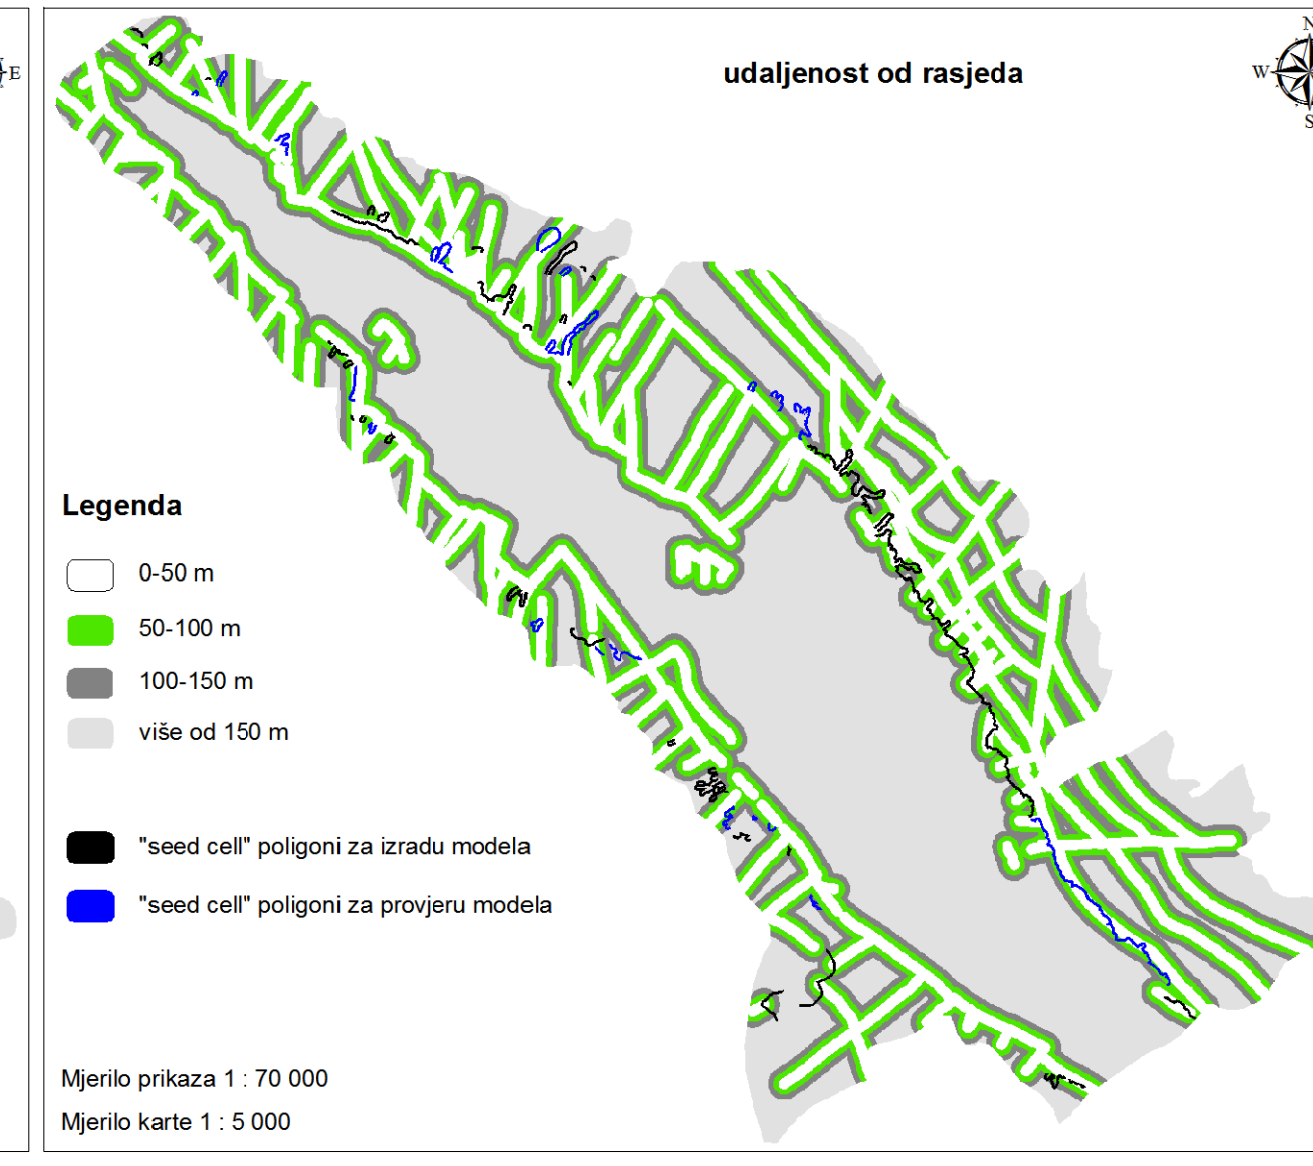 E
udaljenost od rasjeda
N
W
S
Legenda
0-50 m
50-100 m
100-150 m
više od 150 m
"seed cell" poligoni za izradu modela
"seed cell" poligoni za provjeru modela
Mjerilo prikaza 1 : 70 000
Mjerilo karte 1 : 5 000